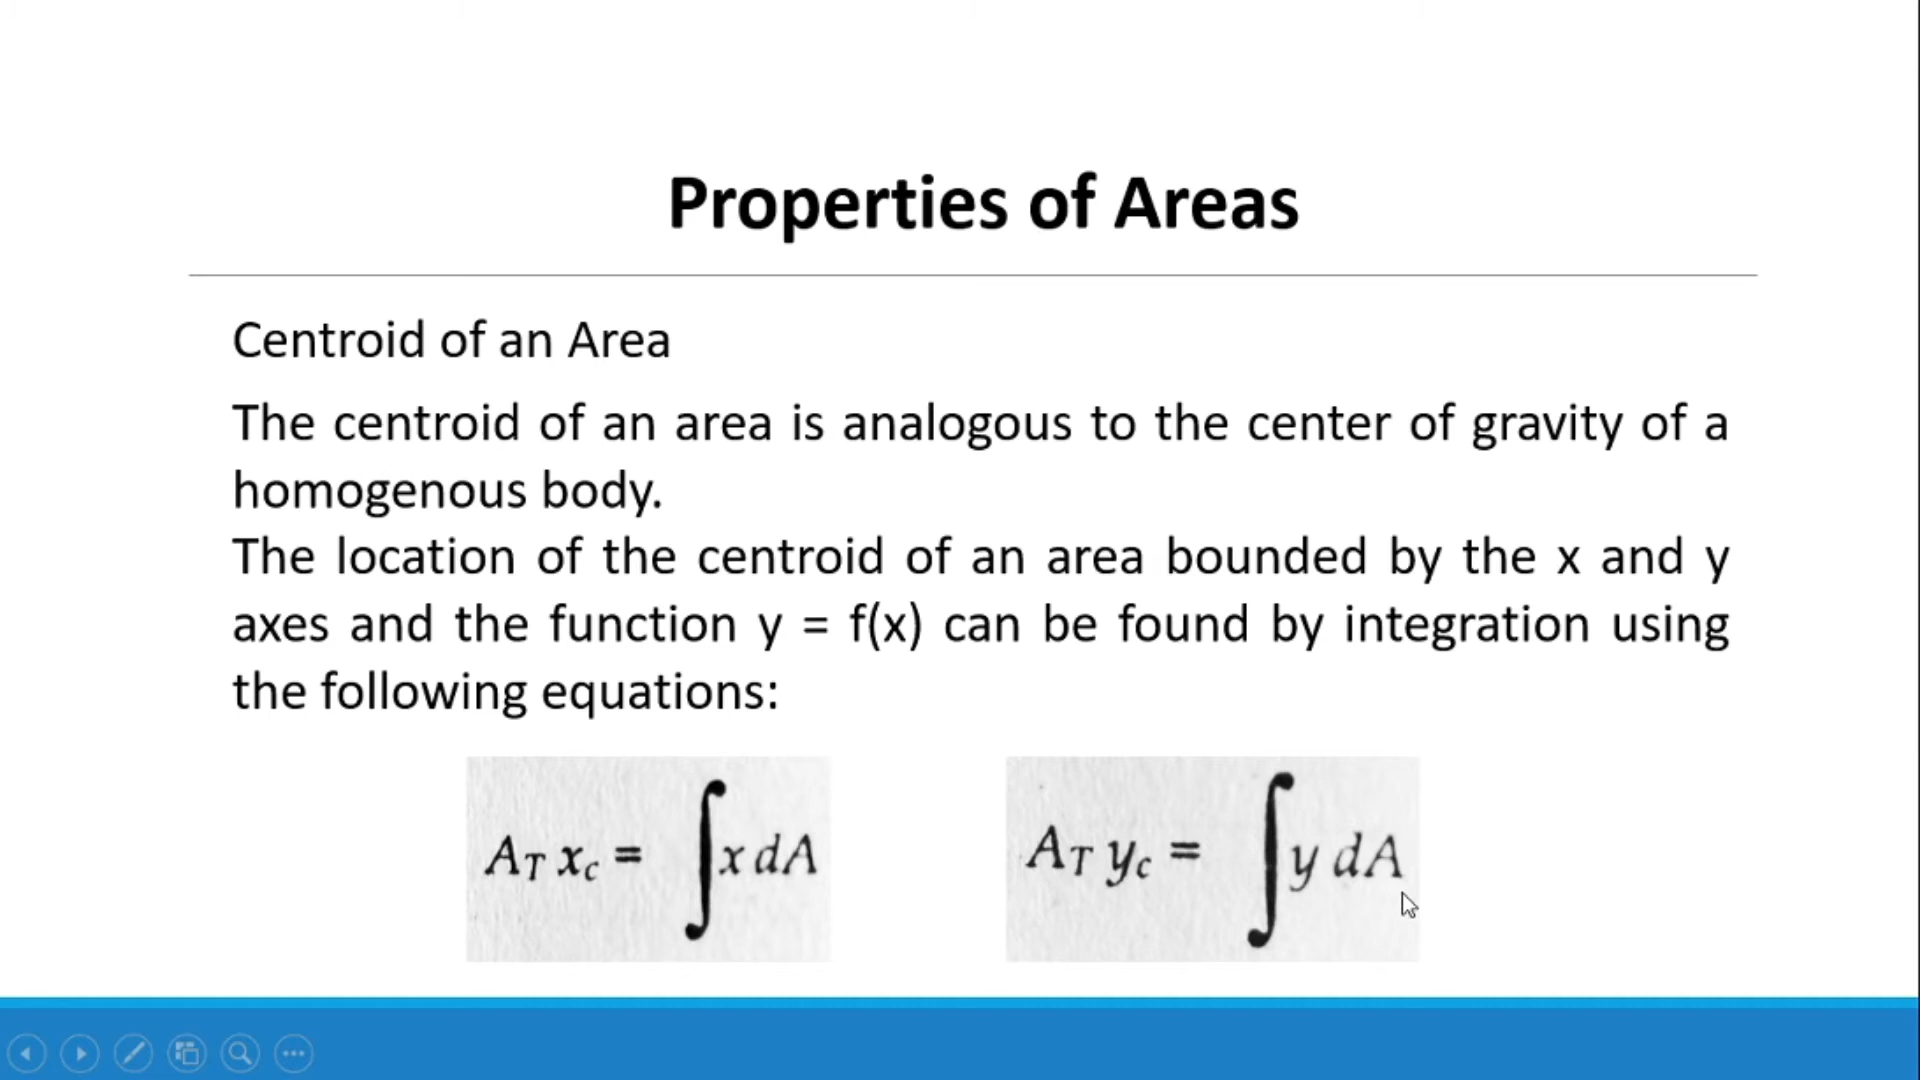 Properties of Areas
Centroid of an Area
The centroid of an area is analogous to the center of gravity of a
homogenous body.
The location of the centroid of an area bounded by the x and y
axes and the function y = f(x) can be found by integration using
the following equations:
A_T x_c = ∫x dA
A_T y_c = ∫y dA